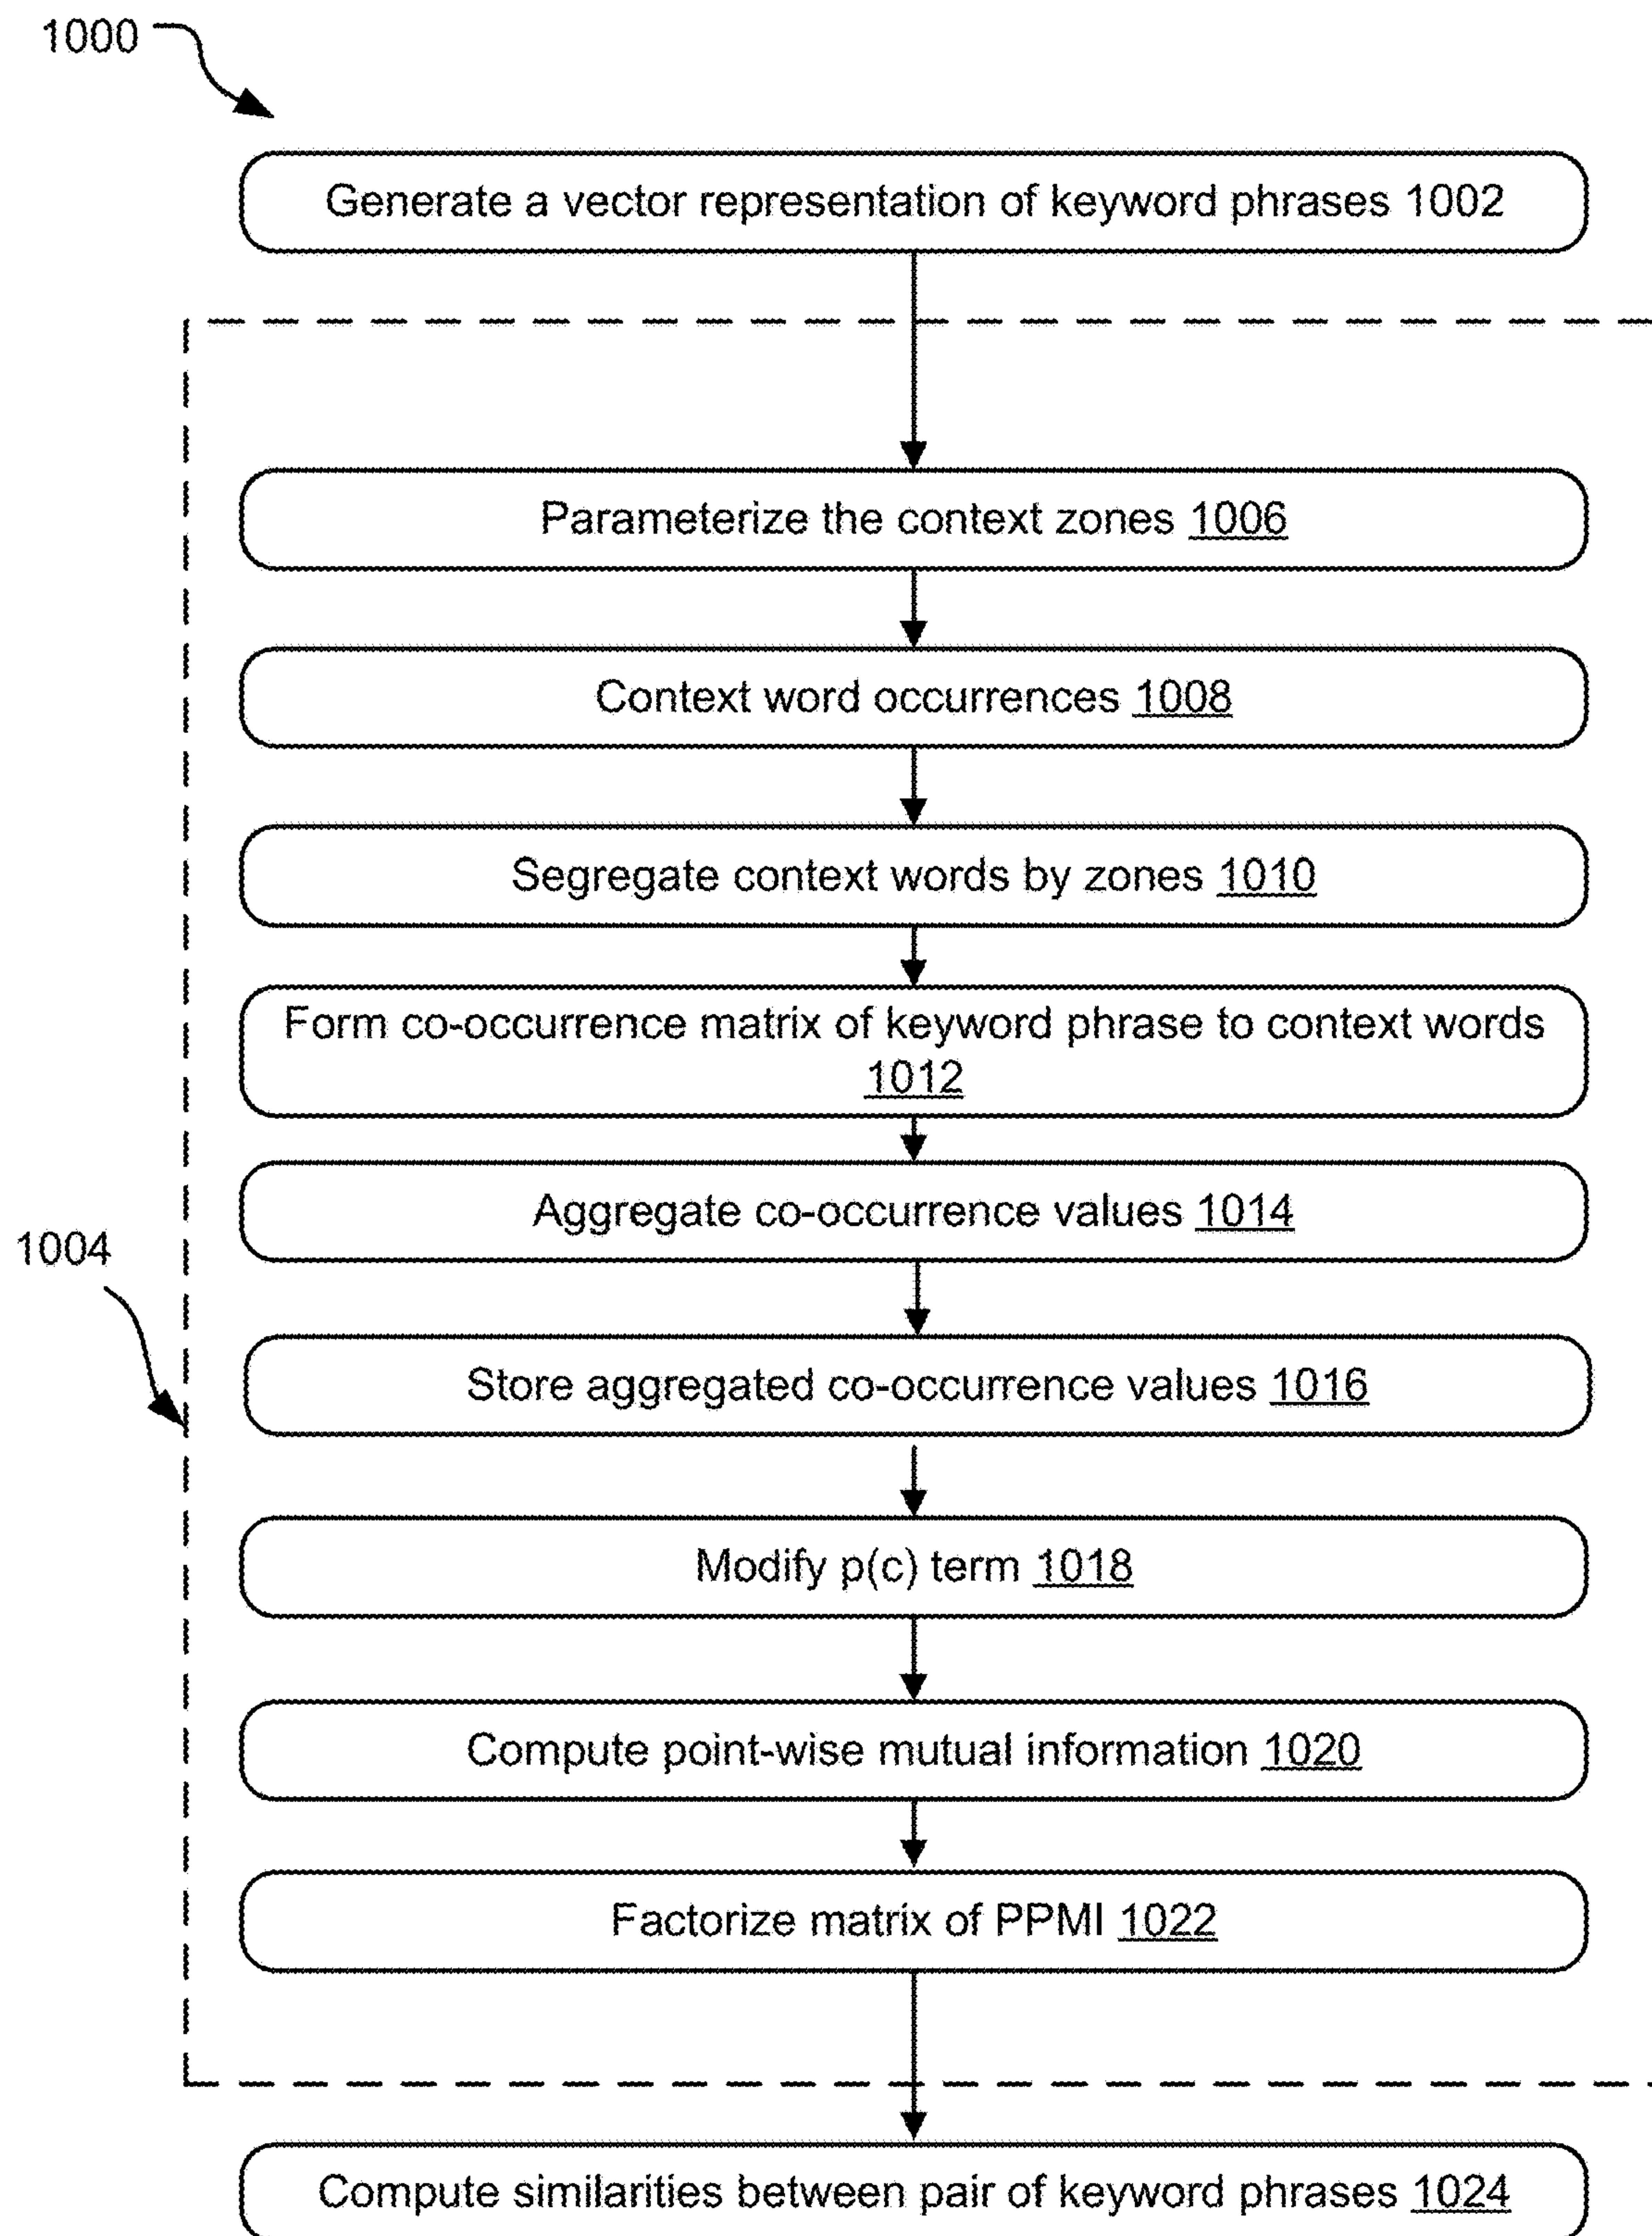 1000
Generate a vector representation of keyword phrases 1002
Parameterize the context zones 1006
Context word occurrences 1008
Segregate context words by zones 1010
Form co-occurrence matrix of keyword phrase to context words
1012
Aggregate co-occurrence values 1014
1004
Store aggregated co-occurrence values 1016
Modify p(c) term 1018
Compute point-wise mutual information 1020
Factorize matrix of PPMI 1022
Compute similarities between pair of keyword phrases 1024